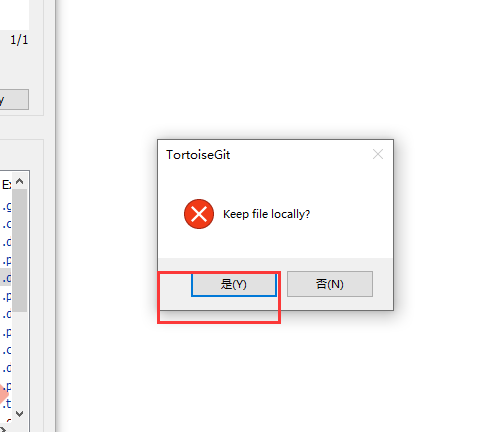 1/1
y
TortoiseGit
Keep file locally?
是(Y)
否(N)
Ex
.g
.d
.p
.d
.p
.d
.p
.d
.d
.p
.t